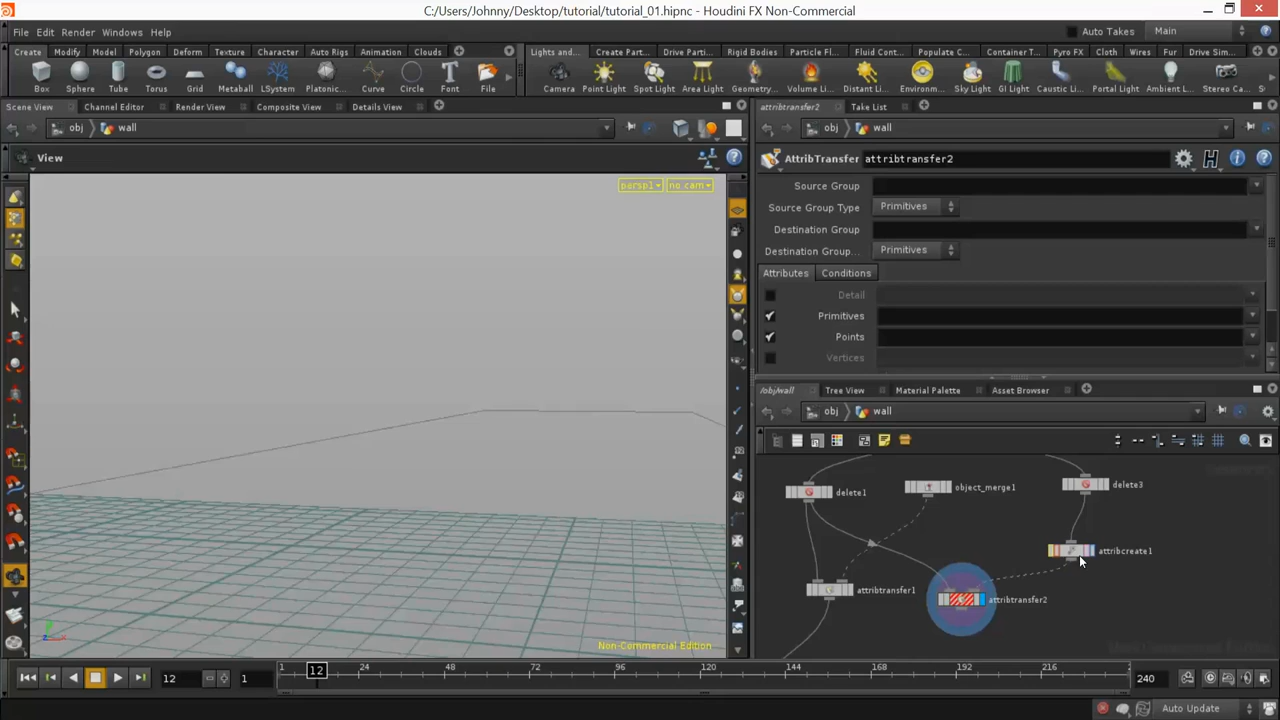 C:/Users/Johnny/Desktop/tutorial/tutorial_01.hipnc - Houdini FX Non-Commercial
File Edit Render Windows Help Auto Takes Main
Create Modify Model Polygon Deform Texture Character Auto Rigs Animation Clouds Lights and... Create Part... Drive Parti... Rigid Bodies Particle Fl... Fluid Cont... Populate C... Container T... Pyro FX Cloth Wires Fur Drive Sim...
Box Sphere Tube Torus Grid Metaball LSystem Platonic... Curve Circle Font File Camera Point Light Spot Light Area Light Geometry... Volume Li... Distant Li... Environm... Sky Light GI Light Caustic Li... Portal Light Ambient L... Stereo Ca...
Scene View Channel Editor Render View Composite View Details View attribtransfer2 Take List
obj wall obj wall
View AttribTransfer attribtransfer2
persp1 no cam
Source Group
Source Group Type Primitives
Destination Group
Destination Group... Primitives
Attributes Conditions
Detail
Primitives
Points
Vertices
/obj/wall Tree View Material Palette Asset Browser
obj wall
delete1 object_merge1 delete3
attribcreate1
attribtransfer1 attribtransfer2
Non-Commercial Edition
1 12 24 48 72 96 120 144 168 192 216
12 1 240
Auto Update